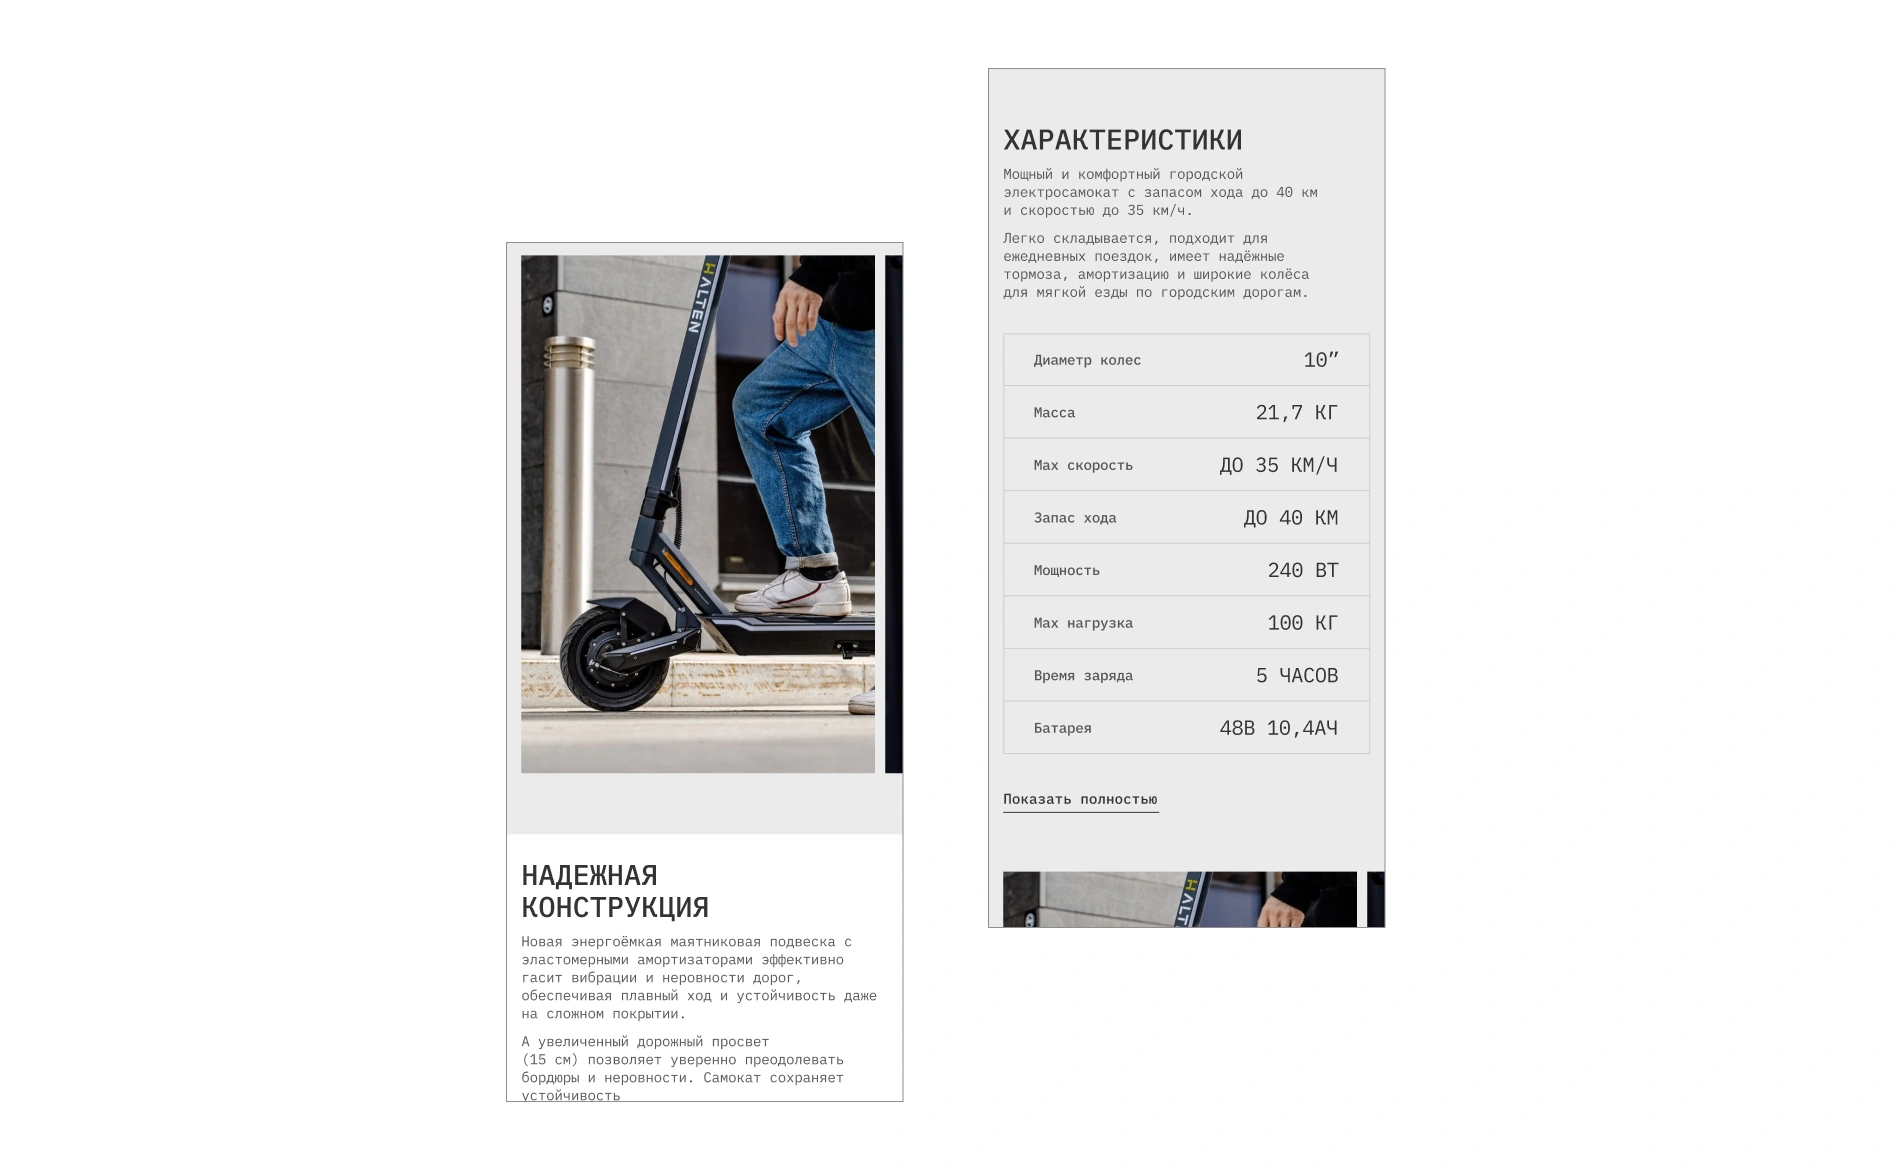 HALTEN
НАДЕЖНАЯ
КОНСТРУКЦИЯ
Новая энергоёмкая маятниковая подвеска с
эластомерными амортизаторами эффективно
гасит вибрации и неровности дорог,
обеспечивая плавный ход и устойчивость даже
на сложном покрытии.
А увеличенный дорожный просвет
(15 см) позволяет уверенно преодолевать
бордюры и неровности. Самокат сохраняет
устойчивость
ХАРАКТЕРИСТИКИ
Мощный и комфортный городской
электросамокат с запасом хода до 40 км
и скоростью до 35 км/ч.
Легко складывается, подходит для
ежедневных поездок, имеет надёжные
тормоза, амортизацию и широкие колёса
для мягкой езды по городским дорогам.
Диаметр колес 10”
Масса 21,7 КГ
Max скорость ДО 35 КМ/Ч
Запас хода ДО 40 КМ
Мощность 240 ВТ
Max нагрузка 100 КГ
Время заряда 5 ЧАСОВ
Батарея 48В 10,4АЧ
Показать полностью
HALTEN